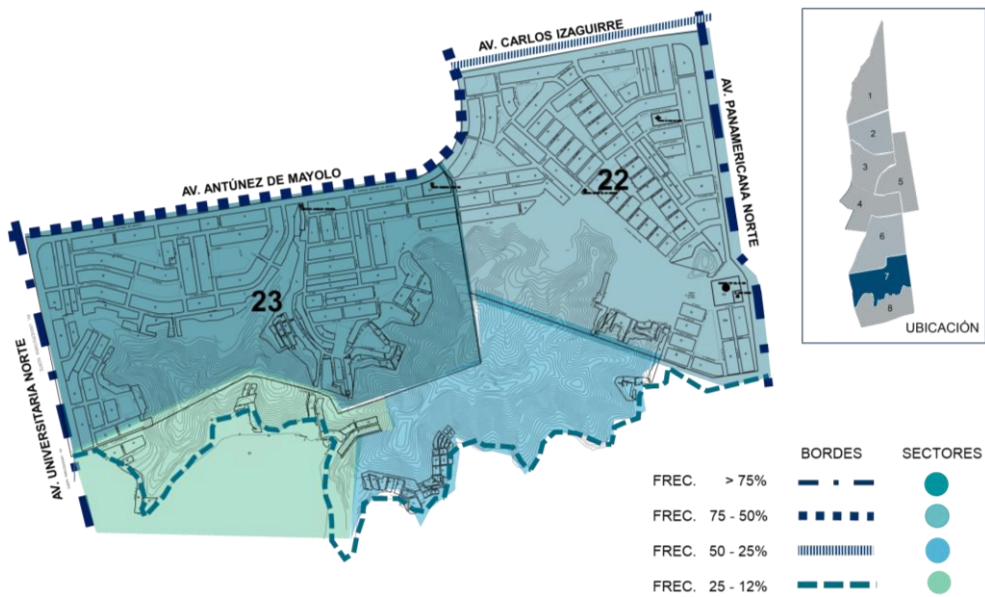 AV. CARLOS IZAGUIRRE
AV. PANAMERICANA NORTE
AV. ANTÚNEZ DE MAYOLO
AV. UNIVERSITARIA NORTE
22
23
1
2
3
4
5
6
7
8
UBICACIÓN
BORDES SECTORES
FREC. > 75%
FREC. 75 - 50%
FREC. 50 - 25%
FREC. 25 - 12%